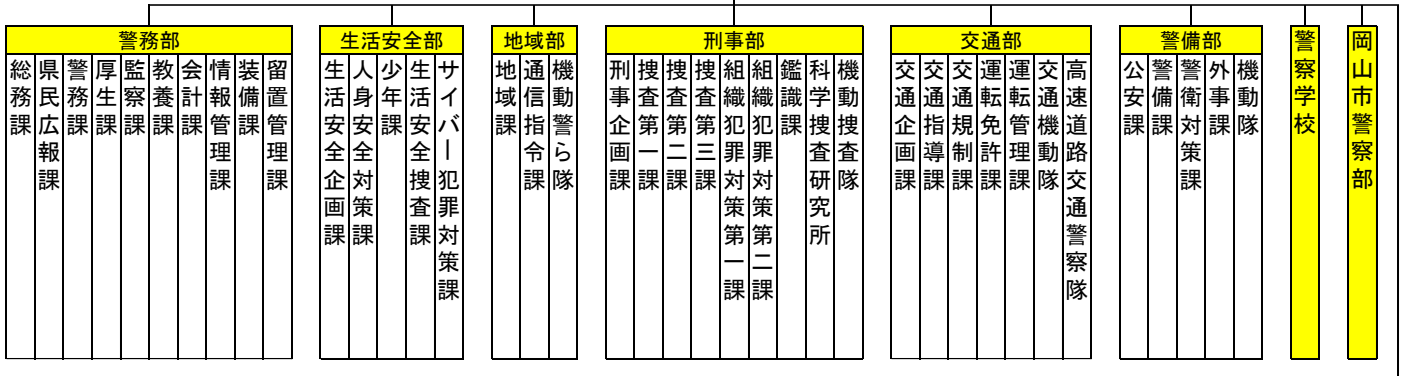 警務部
総務課
県民広報課
警務課
厚生課
監察課
教養課
会計課
情報管理課
装備課
留置管理課
生活安全部
生活安全企画課
人身安全対策課
少年課
生活安全捜査課
サイバー犯罪対策課
地域部
地域課
通信指令課
機動警ら隊
刑事部
刑事企画課
捜査第一課
捜査第二課
捜査第三課
組織犯罪対策第一課
組織犯罪対策第二課
鑑識課
科学捜査研究所
機動捜査隊
交通部
交通企画課
交通指導課
交通規制課
運転免許課
運転管理課
交通機動隊
高速道路交通警察隊
警備部
公安課
警備課
警衛対策課
外事課
機動隊
警察学校
岡山市警察部